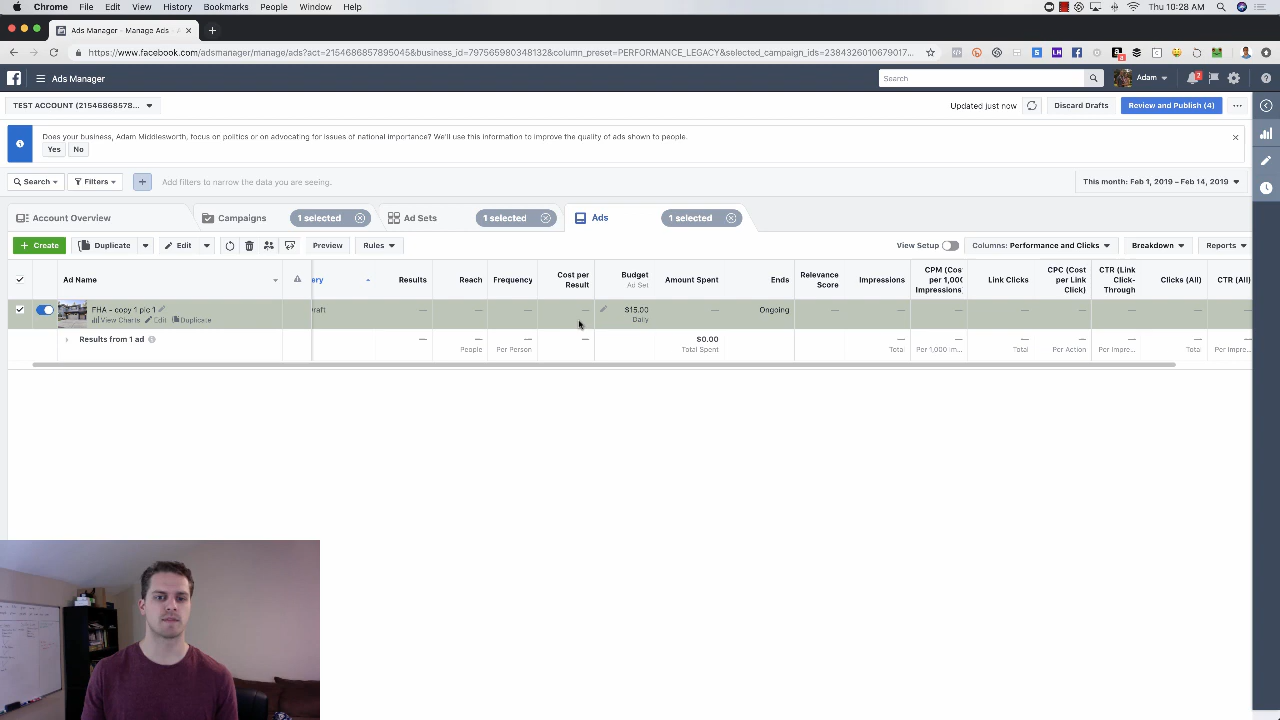 Chrome File Edit View History Bookmarks People Window Help
Thu 10:28 AM
Ads Manager - Manage Ads - A
https://www.facebook.com/adsmanager/manage/ads?act=2154686857895045&business_id=797565980348132&column_preset=PERFORMANCE_LEGACY&selected_campaign_ids=2384326010679017...
Ads Manager
Search
Adam
2
TEST ACCOUNT (21546868578...
Updated just now
Discard Drafts
Review and Publish (4)
Does your business, Adam Middlesworth, focus on politics or on advocating for issues of national importance? We'll use this information to improve the quality of ads shown to people.
Yes No
Search Filters + Add filters to narrow the data you are seeing.
This month: Feb 1, 2019 – Feb 14, 2019
Account Overview
Campaigns 1 selected
Ad Sets 1 selected
Ads 1 selected
+ Create Duplicate Edit Preview Rules
View Setup Columns: Performance and Clicks Breakdown Reports
Ad Name
ery
Results
Reach
Frequency
Cost per Result
Budget
Ad Set
Amount Spent
Ends
Relevance Score
Impressions
CPM (Cos
per 1,000
Impressions
Link Clicks
CPC (Cost per Link Click)
CTR (Link Click-Through
Clicks (All)
CTR (All)
FHA - copy 1 pic 1
View Charts Edit Duplicate
raft — — — — $15.00 — Ongoing — — — — — — — —
Daily
Results from 1 ad
— — — — $0.00 — — — — — — —
People Per Person Total Spent Total Per 1,000 Im... Total Per Action Per Impre... Total Per Impre...